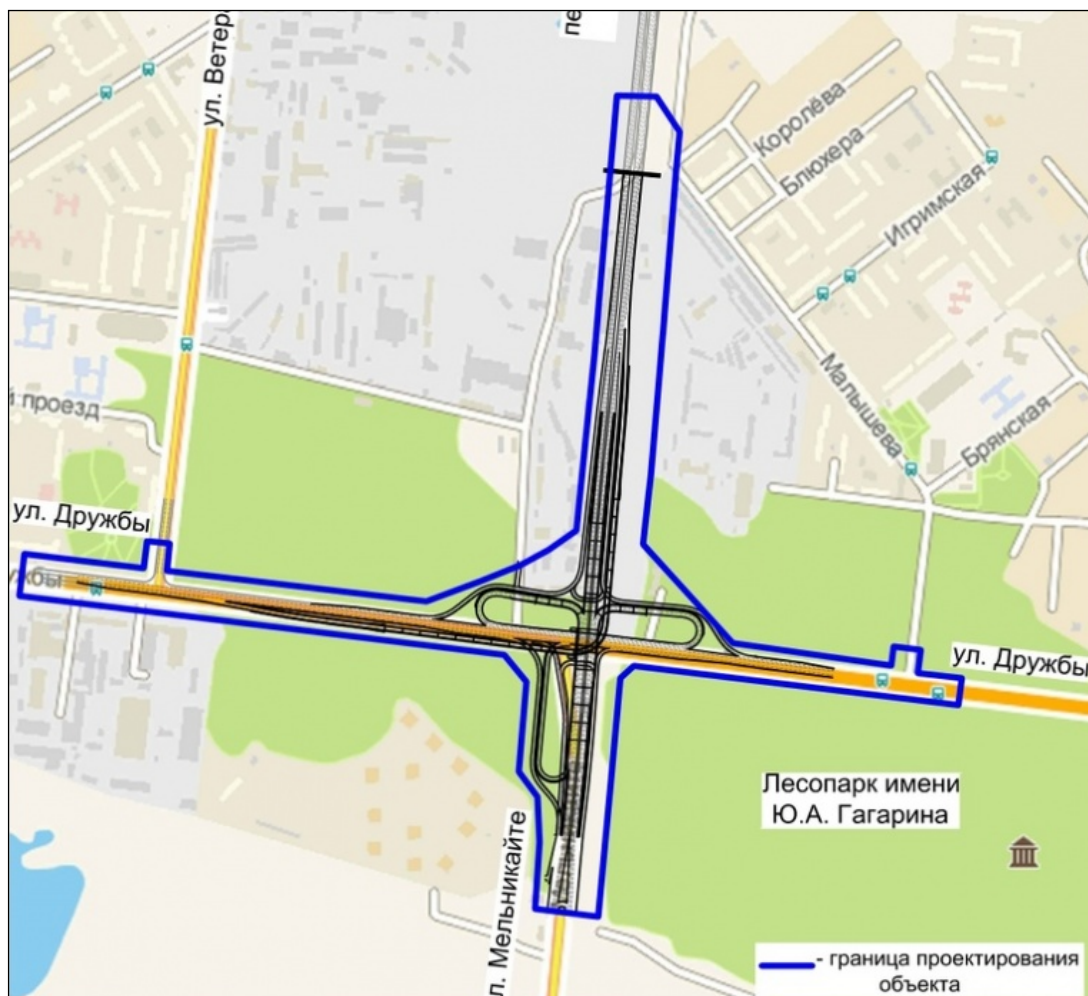 ул. Ветер
пе
Королёва
Блюхера
Игримская
Малышева
Брянская
й проезд
ул. Дружбы
ужбы
ул. Дружбы
Лесопарк имени
Ю.А. Гагарина
л. Мельникайте
- граница проектирования
объекта